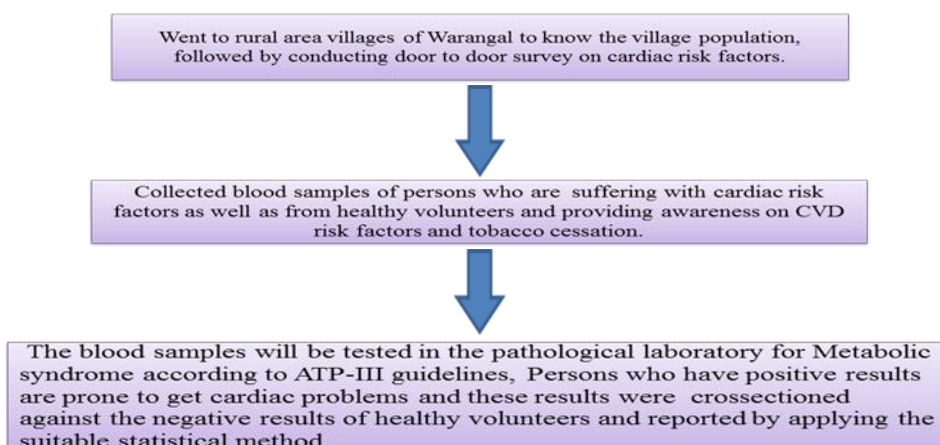 Went to rural area villages of Warangal to know the village population,
followed by conducting door to door survey on cardiac risk factors.
Collected blood samples of persons who are suffering with cardiac risk
factors as well as from healthy volunteers and providing awareness on CVD
risk factors and tobacco cessation.
The blood samples will be tested in the pathological laboratory for Metabolic
syndrome according to ATP-III guidelines, Persons who have positive results
are prone to get cardiac problems and these results were crossectioned
against the negative results of healthy volunteers and reported by applying the
suitable statistical method